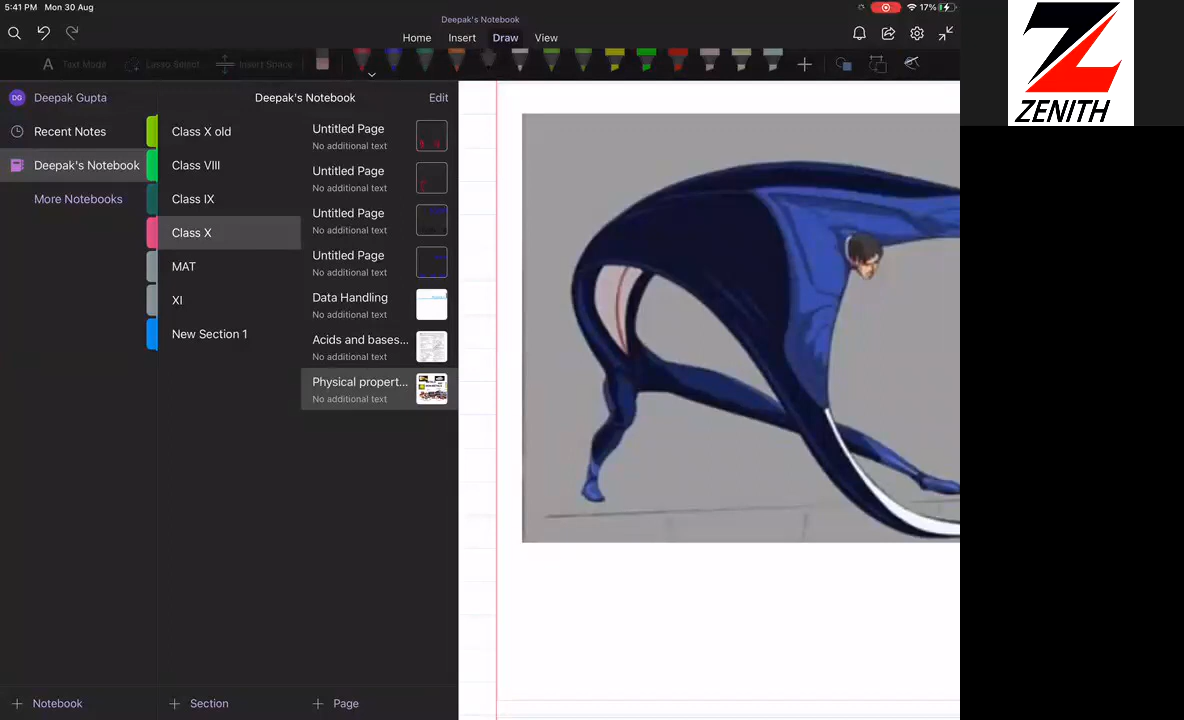 5:41 PM Mon 30 Aug
17%
Deepak's Notebook
Home Insert Draw View
Text Mode Lasso Select Insert Space
DG Deepak Gupta
Recent Notes
Deepak's Notebook
More Notebooks
Class X old
Class VIII
Class IX
Class X
MAT
XI
New Section 1
Deepak's Notebook Edit
Untitled Page
No additional text
Untitled Page
No additional text
Untitled Page
No additional text
Untitled Page
No additional text
Data Handling
No additional text
Acids and bases...
No additional text
Physical propert...
No additional text
+ Notebook
+ Section
+ Page
ZENITH